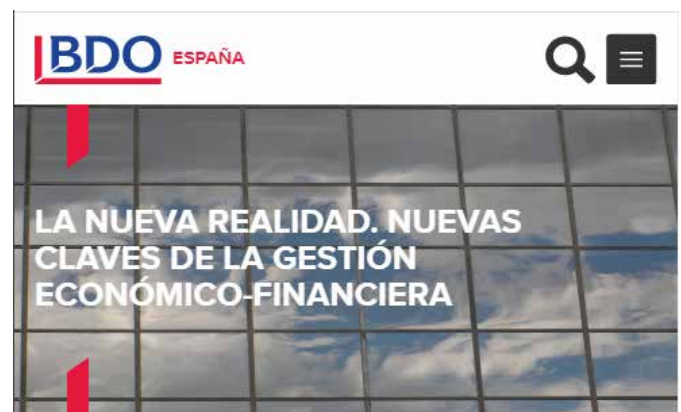 BDO ESPAÑA
LA NUEVA REALIDAD. NUEVAS
CLAVES DE LA GESTIÓN
ECONÓMICO-FINANCIERA